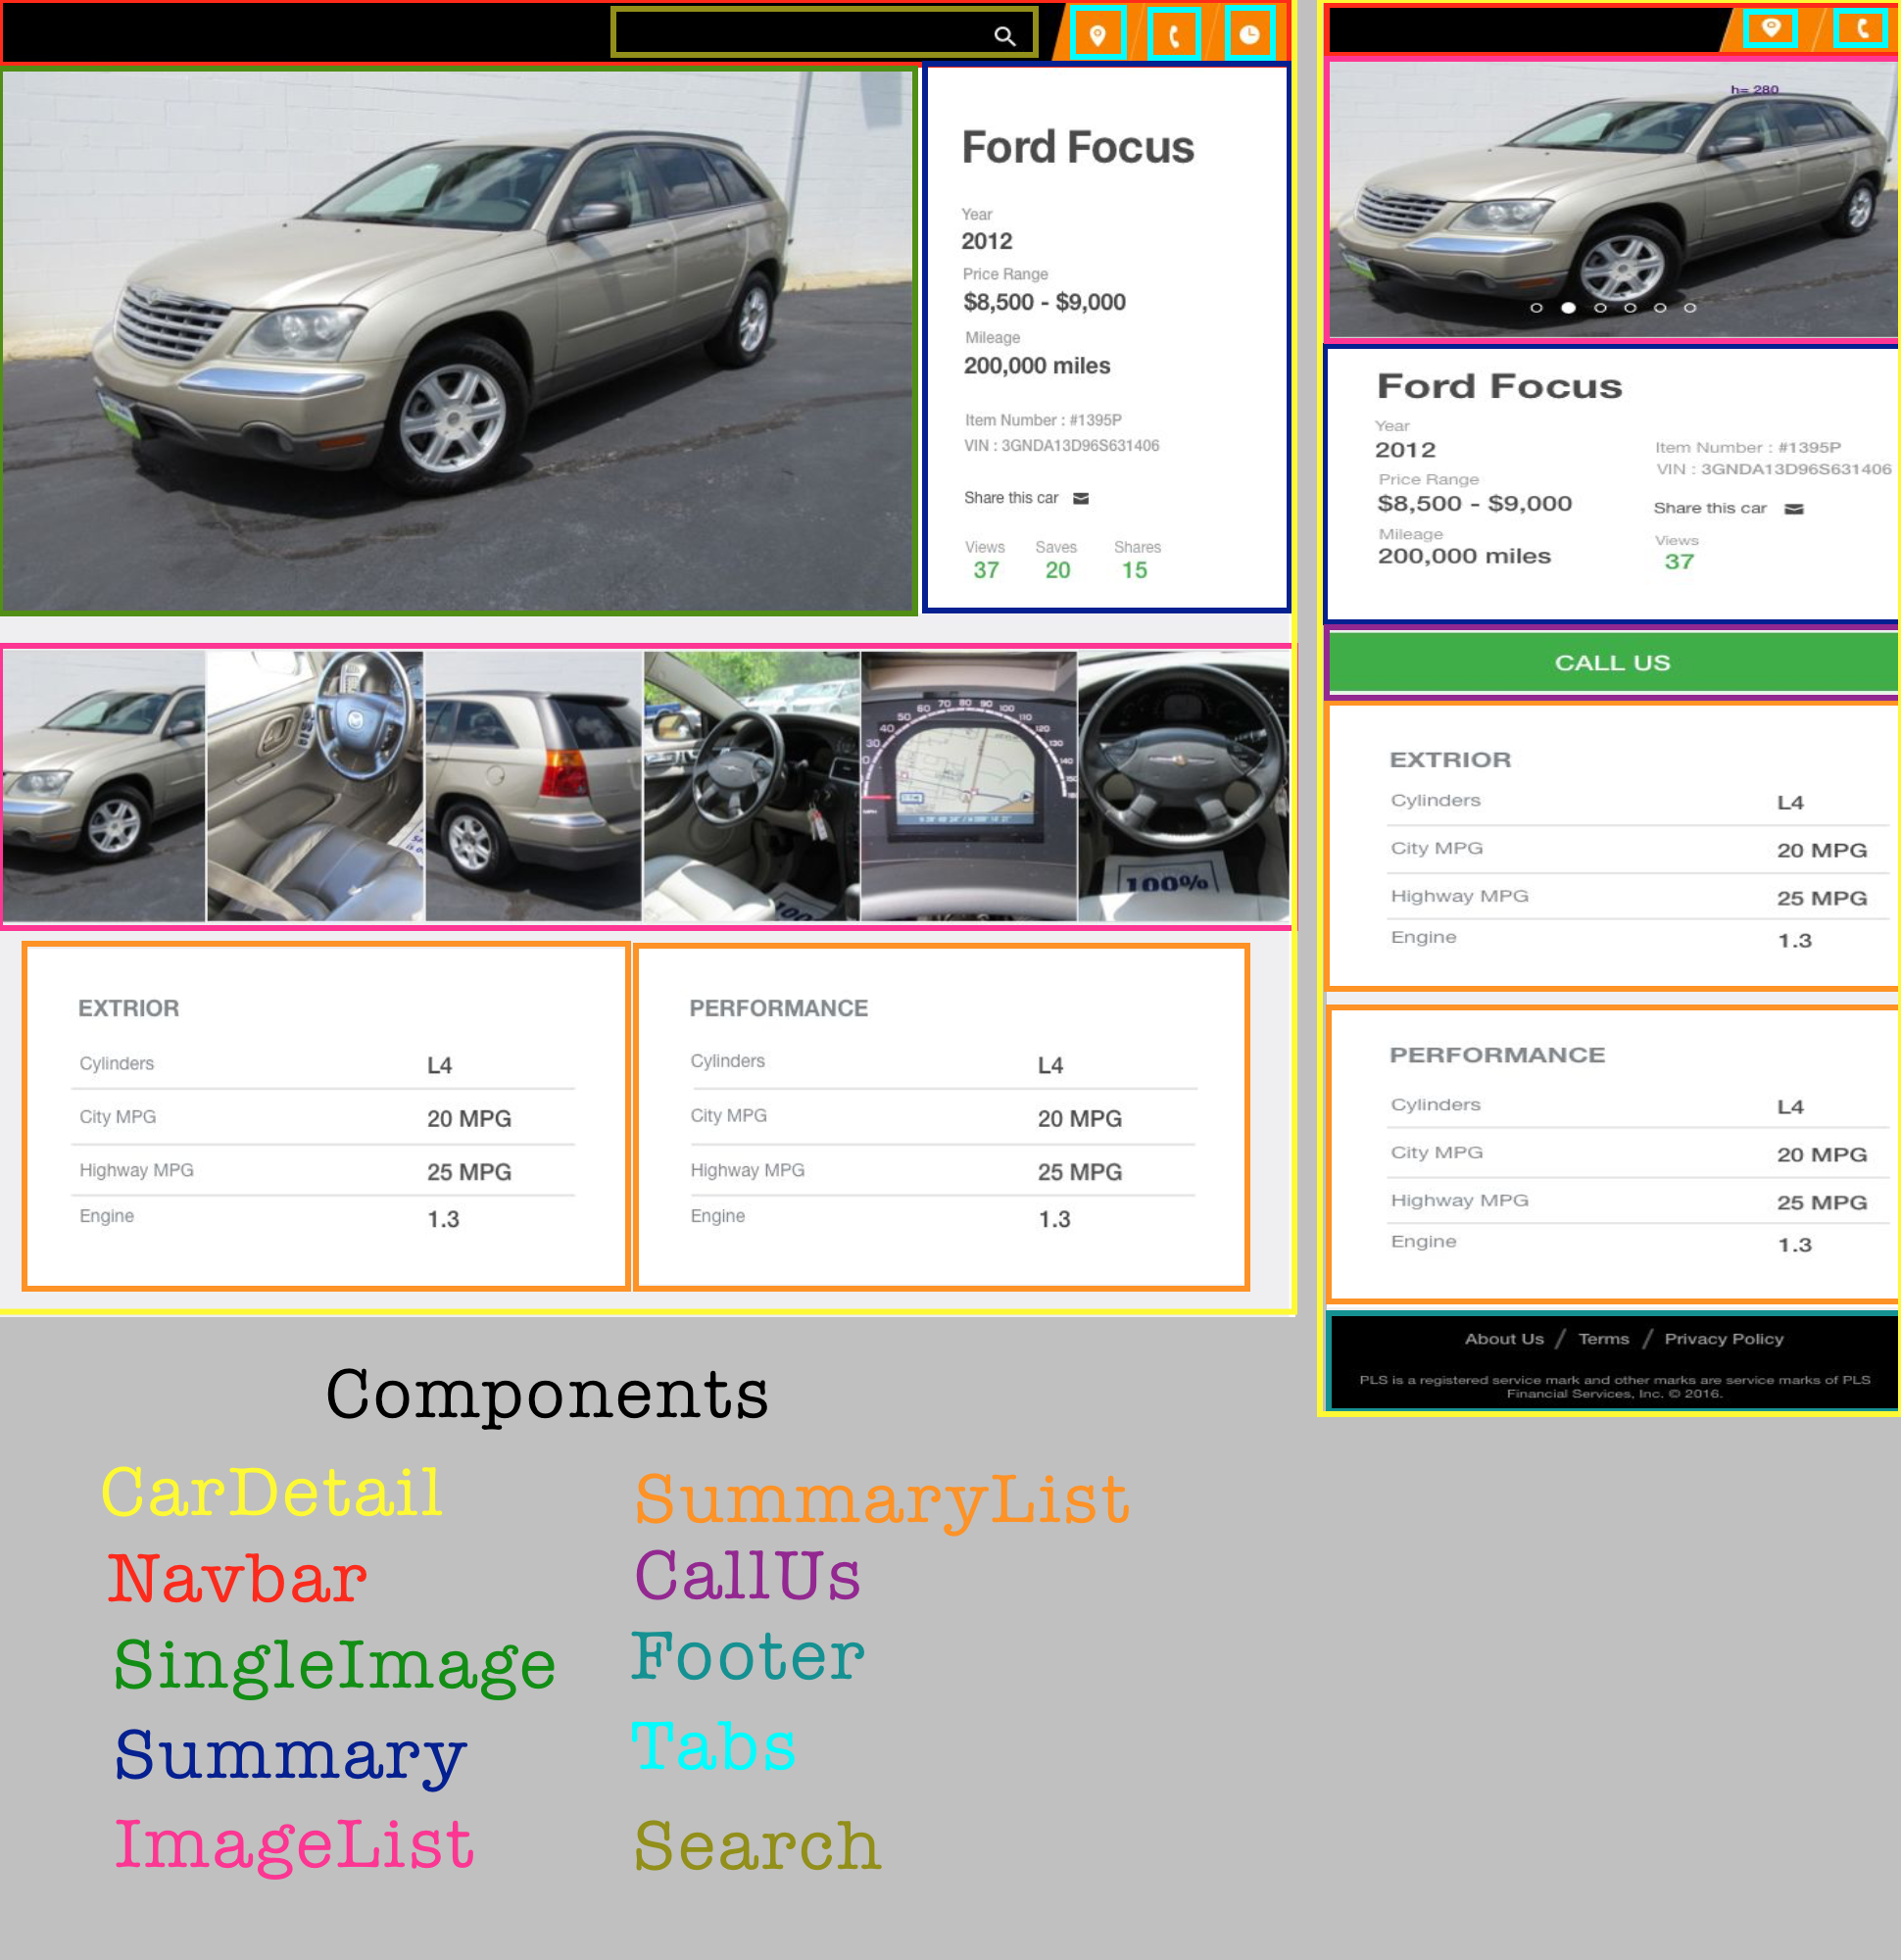 Ford Focus
Year
2012
Price Range
$8,500 - $9,000
Mileage
200,000 miles
Item Number : #1395P
VIN : 3GNDA13D96S631406
Share this car
Views Saves Shares
37 20 15
100%
EXTRIOR
Cylinders L4
City MPG 20 MPG
Highway MPG 25 MPG
Engine 1.3
PERFORMANCE
Cylinders L4
City MPG 20 MPG
Highway MPG 25 MPG
Engine 1.3
h= 280
Ford Focus
Year
2012
Price Range
$8,500 - $9,000
Mileage
200,000 miles
Item Number : #1395P
VIN : 3GNDA13D96S631406
Share this car
Views
37
CALL US
EXTRIOR
Cylinders L4
City MPG 20 MPG
Highway MPG 25 MPG
Engine 1.3
PERFORMANCE
Cylinders L4
City MPG 20 MPG
Highway MPG 25 MPG
Engine 1.3
About Us / Terms / Privacy Policy
PLS is a registered service mark and other marks are service marks of PLS
Financial Services, Inc. © 2016.
Components
CarDetail
Navbar
SingleImage
Summary
ImageList
SummaryList
CallUs
Footer
Tabs
Search